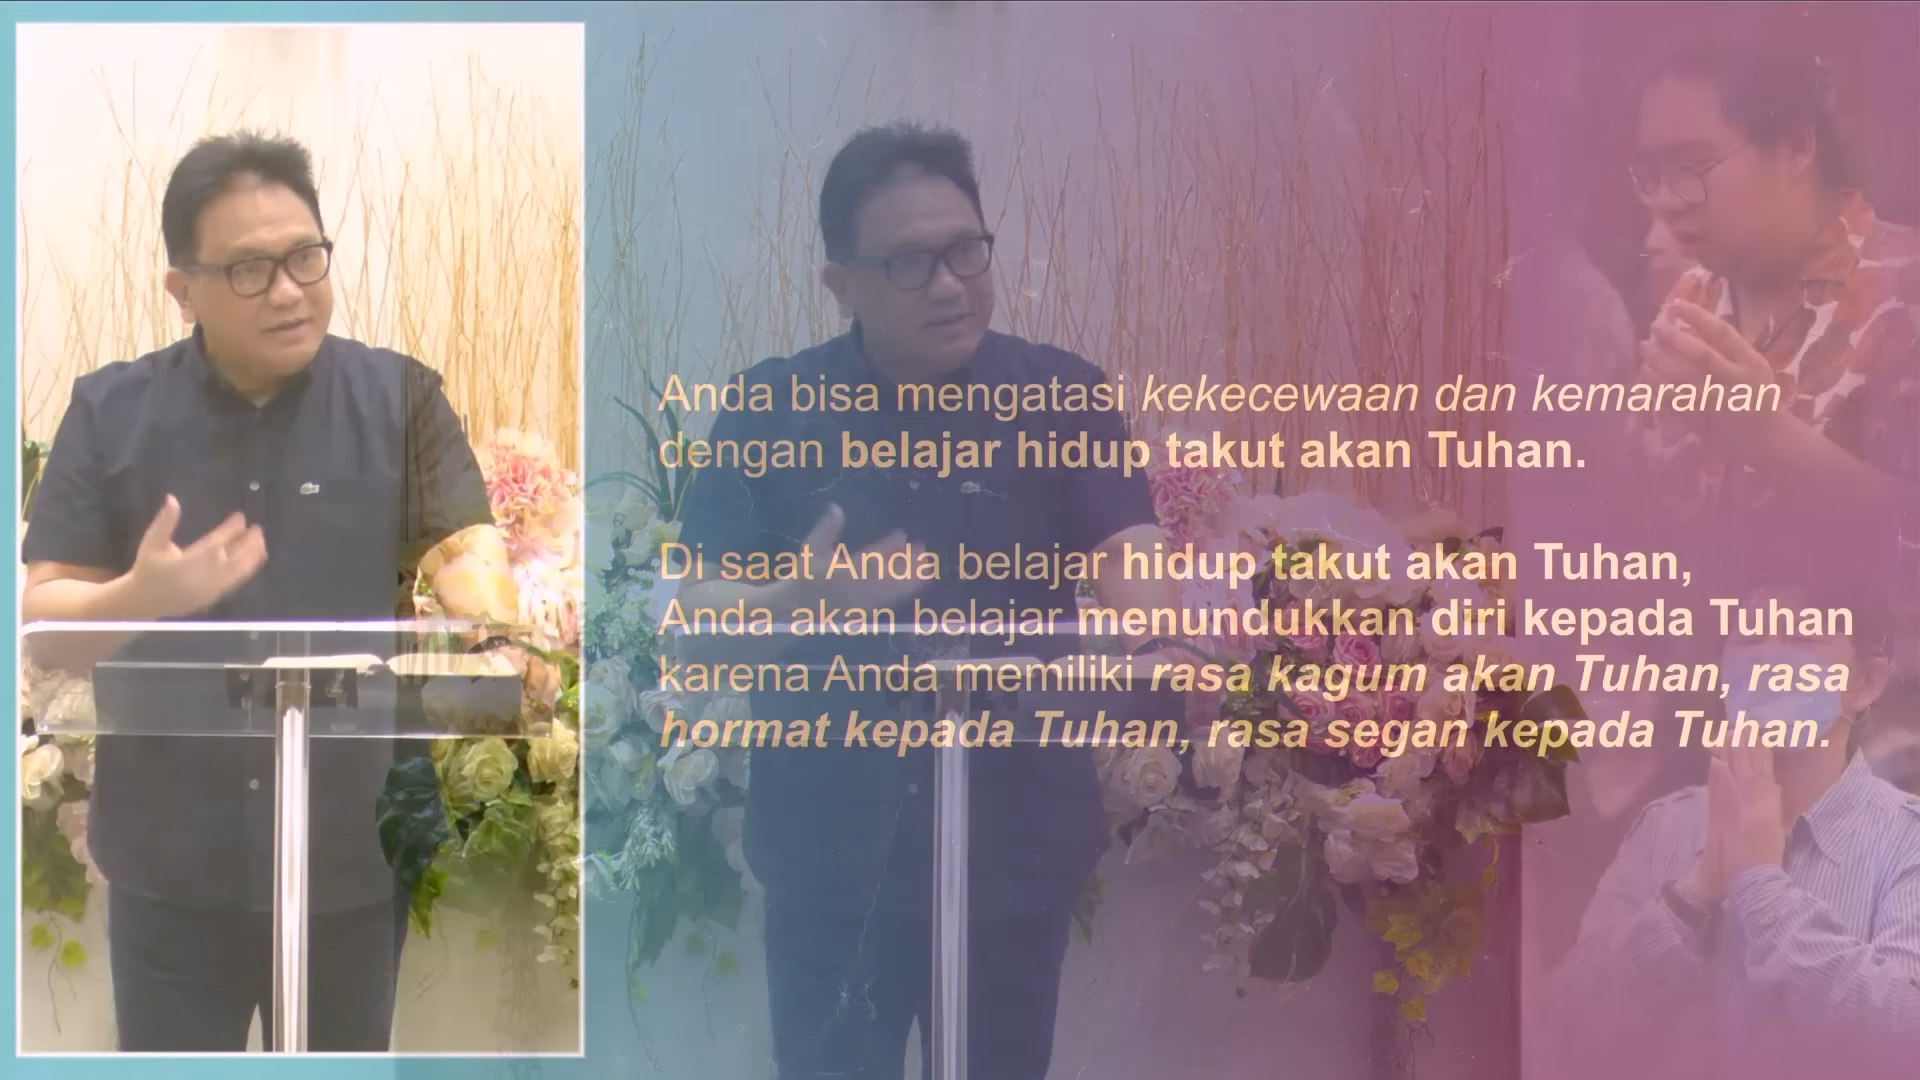 Anda bisa mengatasi kekecewaan dan kemarahan
dengan belajar hidup takut akan Tuhan.
Di saat Anda belajar hidup takut akan Tuhan,
Anda akan belajar menundukkan diri kepada Tuhan
karena Anda memiliki rasa kagum akan Tuhan, rasa
hormat kepada Tuhan, rasa segan kepada Tuhan.